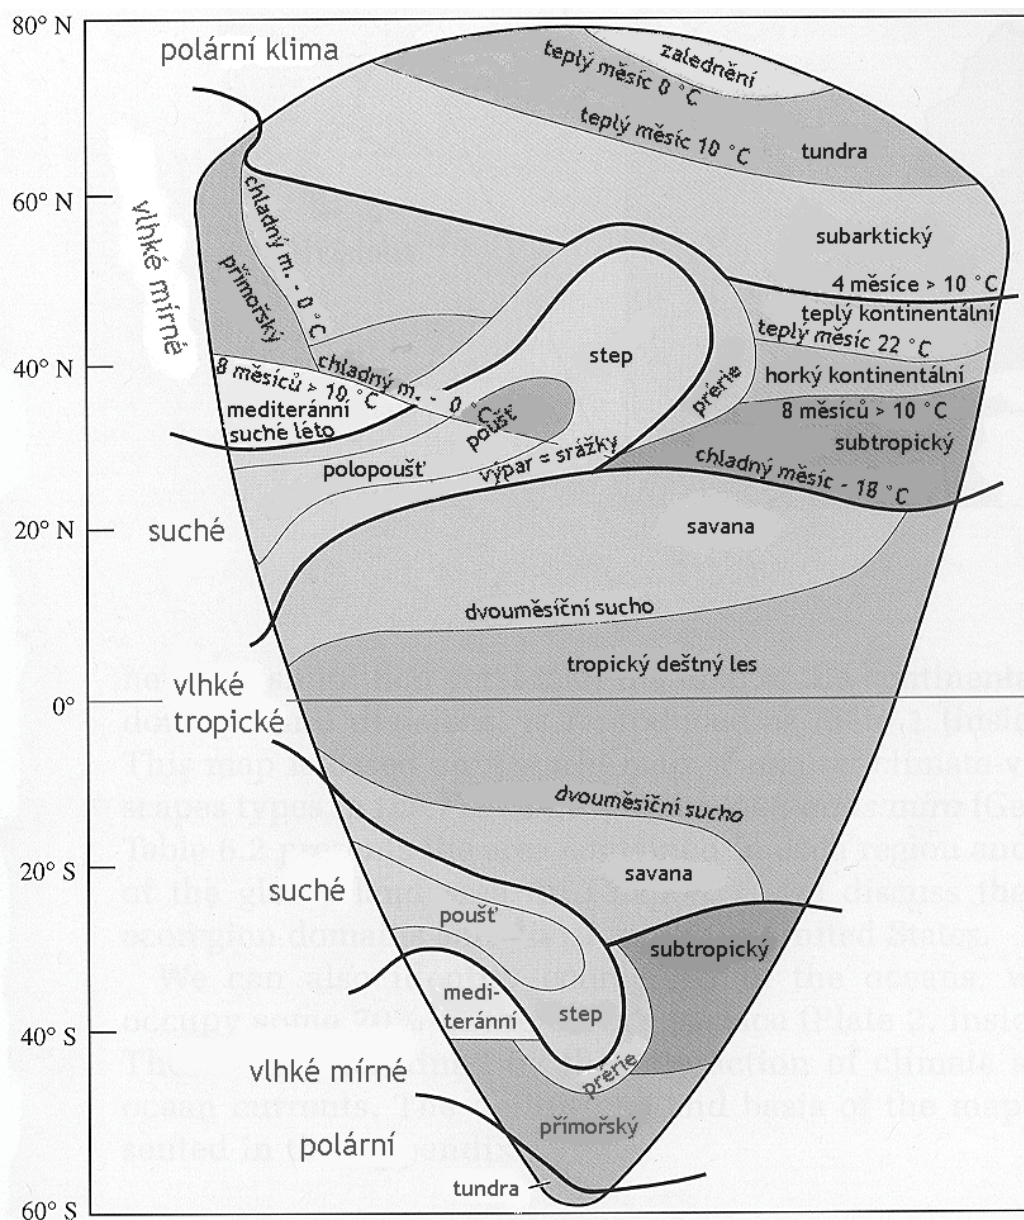 80° N
polární klima
zalednění
teplý měsíc 0 °C
teplý měsíc 10 °C
tundra
60° N
vlhké mírné
chladný m. - 0 °C
přímořský
subarktický
4 měsíce > 10 °C
teplý kontinentální
teplý měsíc 22 °C
step
prérie
40° N
8 měsíců > 10 °C
chladný m. - 0 °C
horký kontinentální
8 měsíců > 10 °C
mediteránní
suché léto
poušť
subtropický
polopoušť
výpar = srážky
chladný měsíc - 18 °C
20° N
suché
savana
dvouměsíční sucho
tropický deštný les
vlhké
tropické
0°
dvouměsíční sucho
20° S
suché
savana
poušť
subtropický
medi-
teránní
step
40° S
vlhké mírné
prérie
přímořský
polární
tundra
60° S